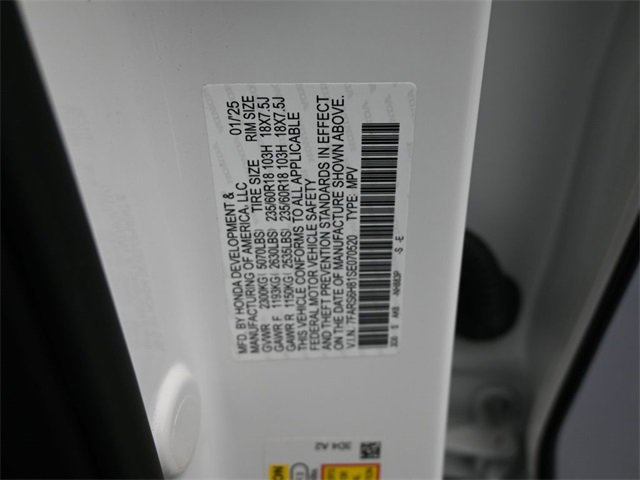 MFD. BY HONDA DEVELOPMENT & 01/25
MANUFACTURING OF AMERICA, LLC
TIRE SIZE RIM SIZE
GVWR 2300KG( 5070LBS)
GAWR F 1193KG( 2630LBS) 235/60R18 103H 18X7.5J
GAWR R 1150KG( 2535LBS) 235/60R18 103H 18X7.5J
THIS VEHICLE CONFORMS TO ALL APPLICABLE
FEDERAL MOTOR VEHICLE SAFETY
AND THEFT PREVENTION STANDARDS IN EFFECT
ON THE DATE OF MANUFACTURE SHOWN ABOVE.
V.I.N. 7FARS6H81SE070520 TYPE: MPV
-S -E
3D4 A2